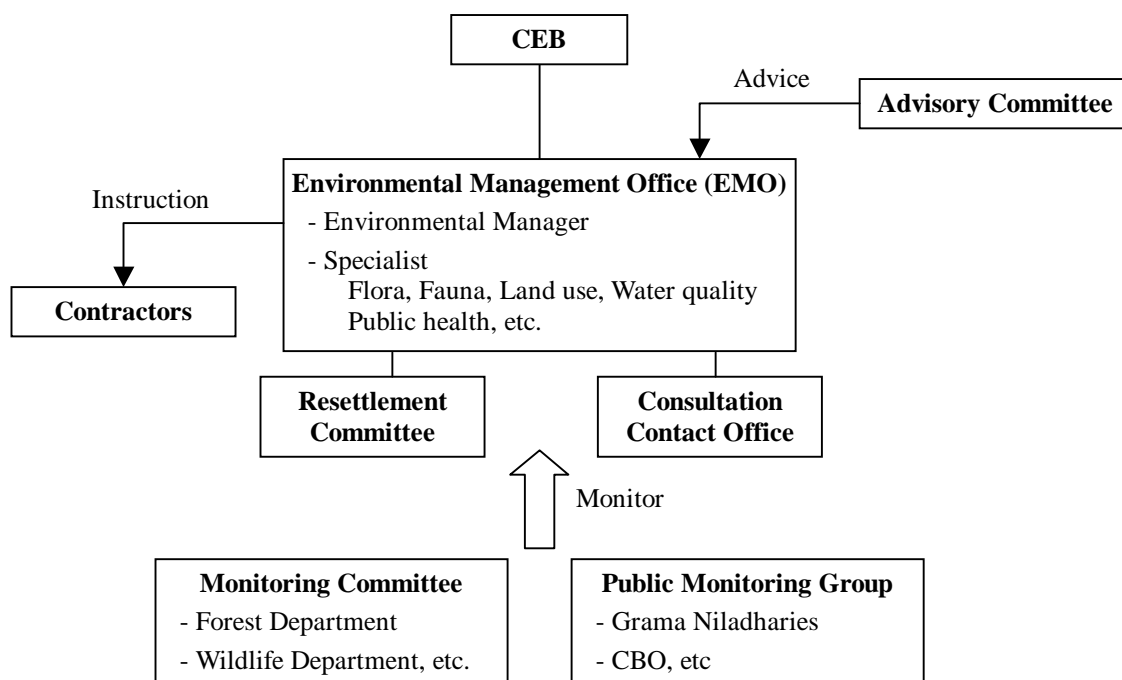 CEB
Advice
Advisory Committee
Environmental Management Office (EMO)
- Environmental Manager
- Specialist
Flora, Fauna, Land use, Water quality
Public health, etc.
Instruction
Contractors
Resettlement
Committee
Consultation
Contact Office
Monitor
Monitoring Committee
- Forest Department
- Wildlife Department, etc.
Public Monitoring Group
- Grama Niladharies
- CBO, etc